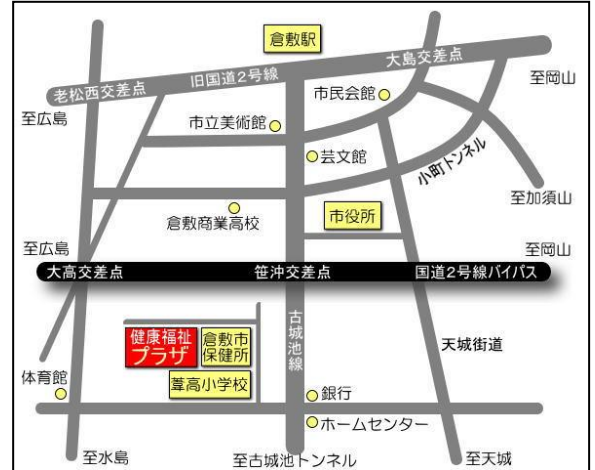 倉敷駅
大島交差点
旧国道2号線
老松西交差点
至岡山
至広島
市民会館
市立美術館
芸文館
小町トンネル
至加須山
倉敷商業高校
市役所
至広島
至岡山
大高交差点
笹沖交差点
国道2号線バイパス
古城池線
健康福祉
プラザ
倉敷市
保健所
天城街道
体育館
葦高小学校
銀行
ホームセンター
至水島
至古城池トンネル
至天城